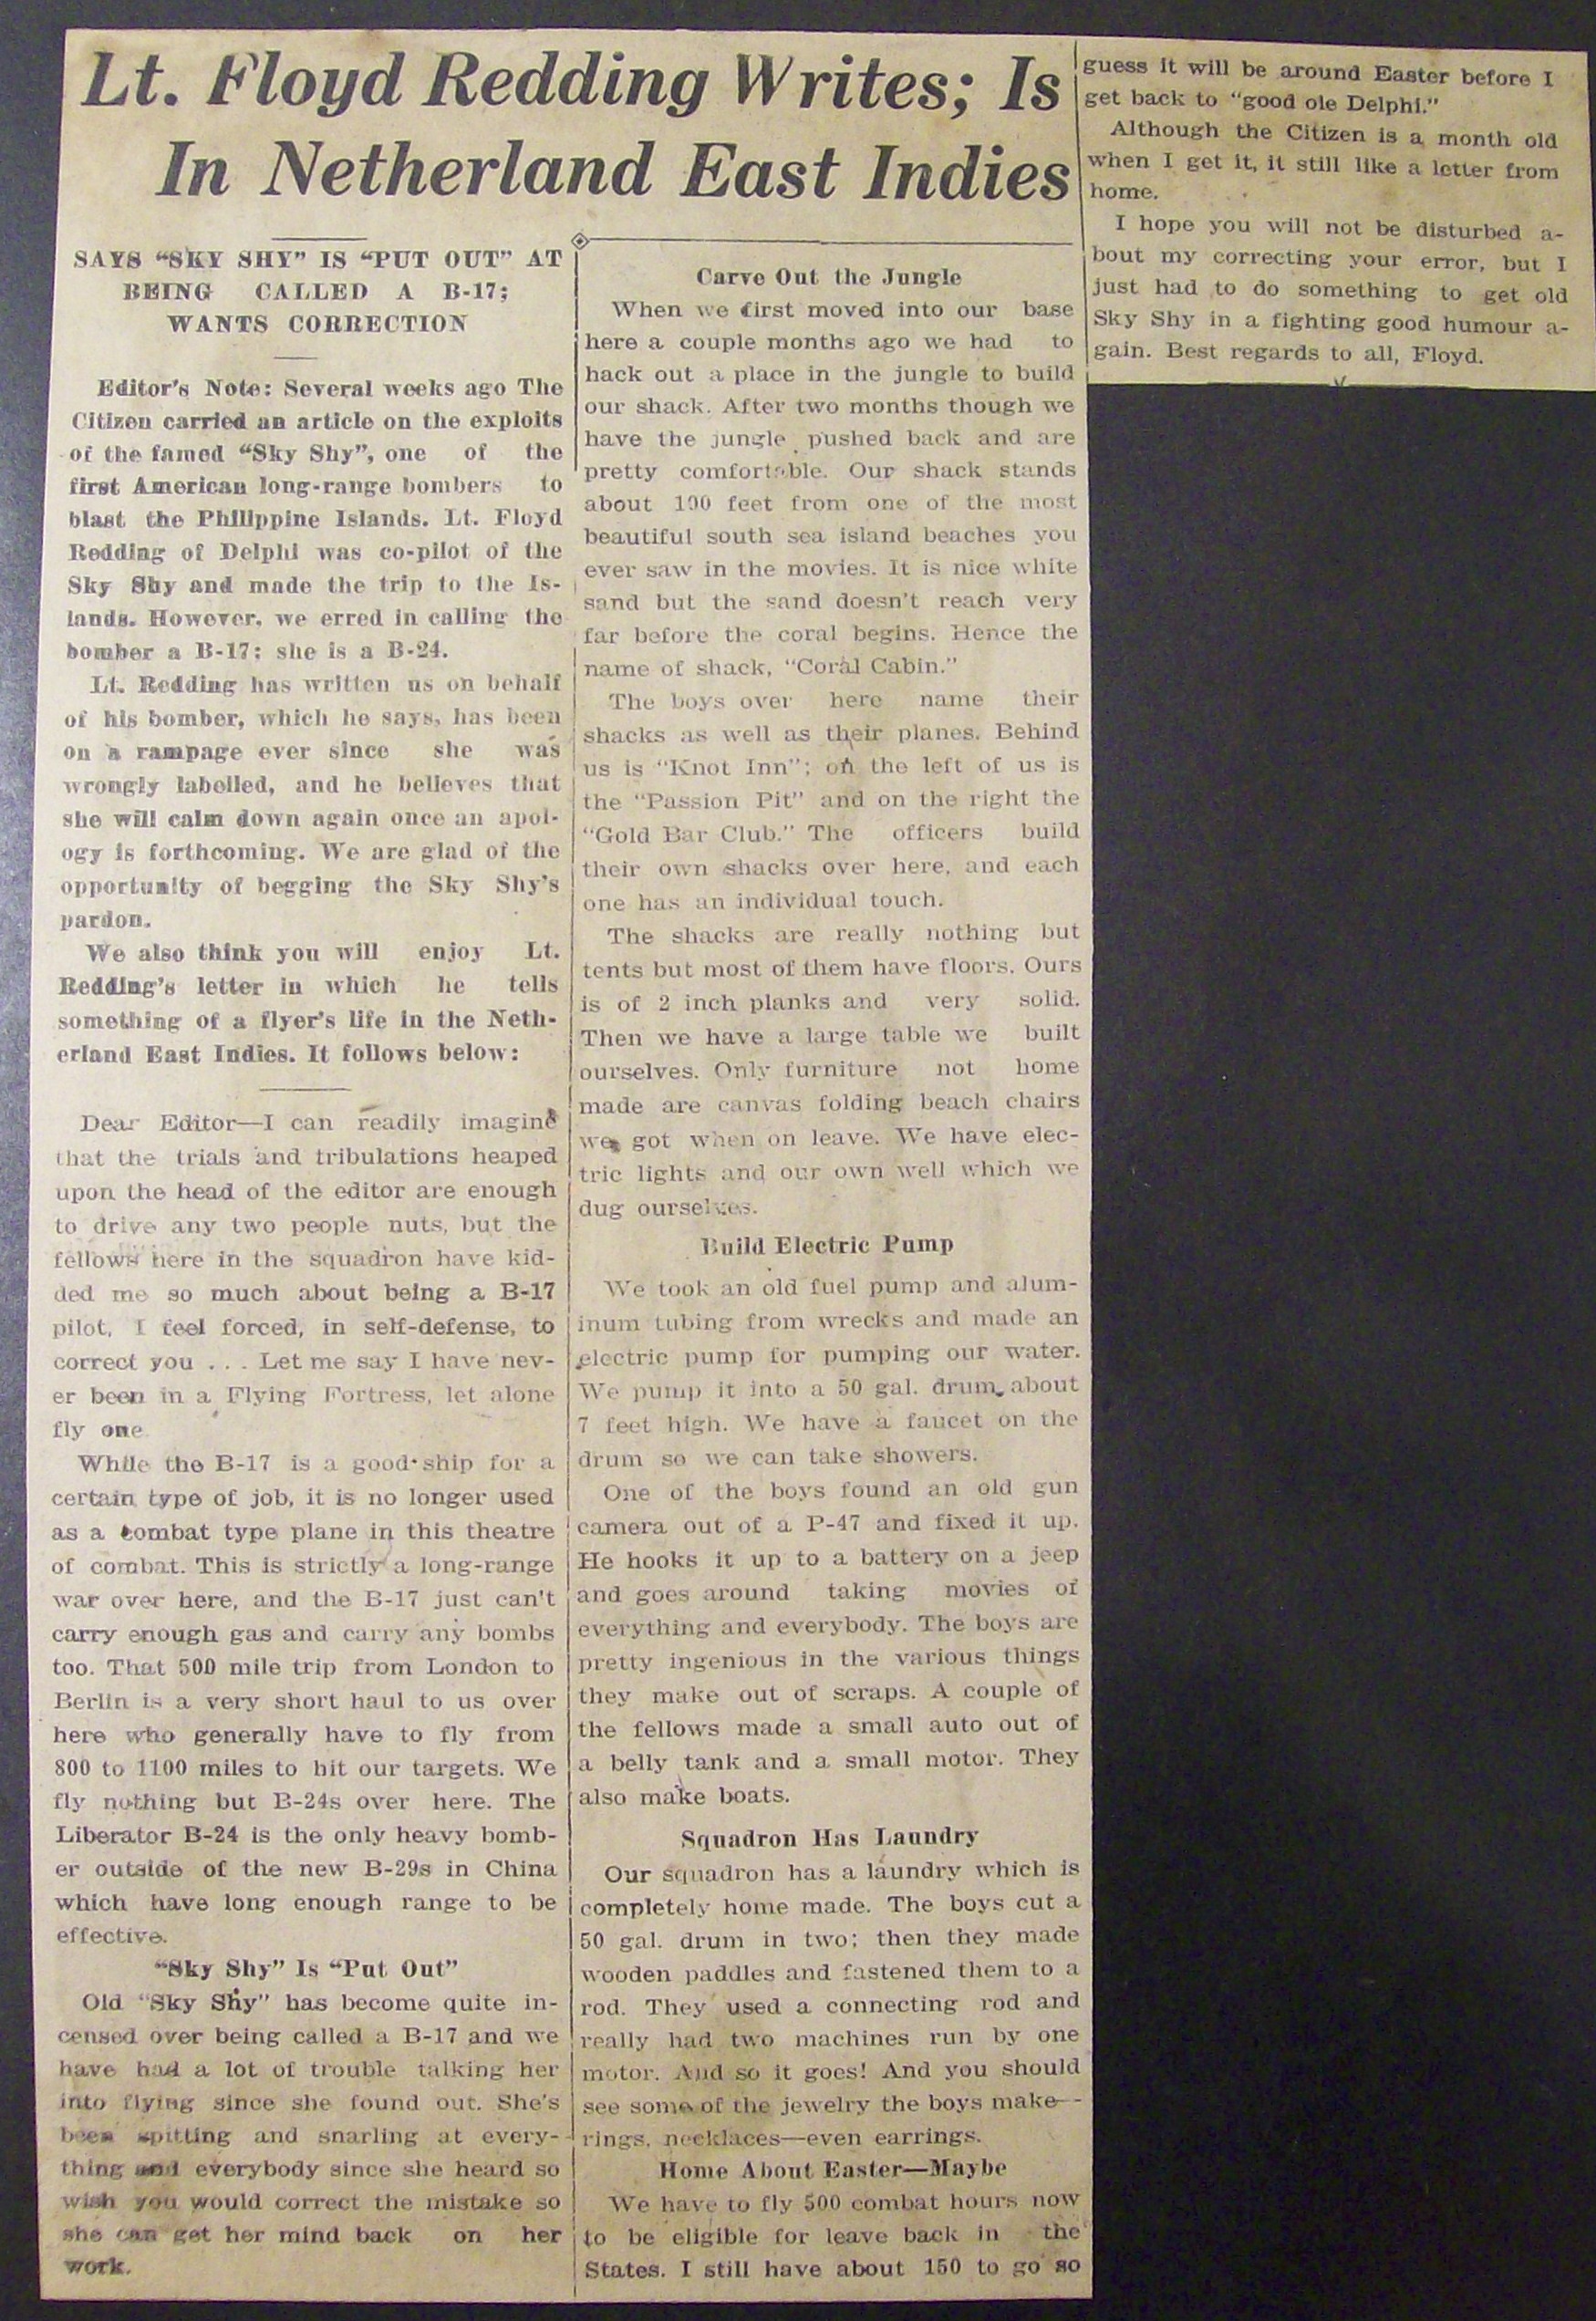 Lt. Floyd Redding Writes; Is
In Netherland East Indies
SAYS “SKY SHY” IS “PUT OUT” AT
BEING CALLED A B-17;
WANTS CORRECTION
Editor's Note: Several weeks ago The
Citizen carried an article on the exploits
of the famed “Sky Shy”, one of the
first American long-range bombers to
blast the Philippine Islands. Lt. Floyd
Redding of Delphi was co-pilot of the
Sky Shy and made the trip to the Is-
lands. However, we erred in calling the
bomber a B-17; she is a B-24.
Lt. Redding has written us on behalf
of his bomber, which he says, has been
on a rampage ever since she was
wrongly labelled, and he believes that
she will calm down again once an apol-
ogy is forthcoming. We are glad of the
opportunity of begging the Sky Shy's
pardon.
We also think you will enjoy Lt.
Redding's letter in which he tells
something of a flyer's life in the Neth-
erland East Indies. It follows below:
Dear Editor—I can readily imagine
that the trials and tribulations heaped
upon the head of the editor are enough
to drive any two people nuts, but the
fellows here in the squadron have kid-
ded me so much about being a B-17
pilot, I feel forced, in self-defense, to
correct you . . . Let me say I have nev-
er been in a Flying Fortress, let alone
fly one
While the B-17 is a good ship for a
certain type of job, it is no longer used
as a combat type plane in this theatre
of combat. This is strictly a long-range
war over here, and the B-17 just can't
carry enough gas and carry any bombs
too. That 500 mile trip from London to
Berlin is a very short haul to us over
here who generally have to fly from
800 to 1100 miles to hit our targets. We
fly nothing but B-24s over here. The
Liberator B-24 is the only heavy bomb-
er outside of the new B-29s in China
which have long enough range to be
effective.
“Sky Shy” Is “Put Out”
Old “Sky Shy” has become quite in-
censed over being called a B-17 and we
have had a lot of trouble talking her
into flying since she found out. She's
been spitting and snarling at every-
thing and everybody since she heard so
wish you would correct the mistake so
she can get her mind back on her
work.
Carve Out the Jungle
When we first moved into our base
here a couple months ago we had to
hack out a place in the jungle to build
our shack. After two months though we
have the jungle pushed back and are
pretty comfortable. Our shack stands
about 100 feet from one of the most
beautiful south sea island beaches you
ever saw in the movies. It is nice white
sand but the sand doesn't reach very
far before the coral begins. Hence the
name of shack, “Coral Cabin.”
The boys over here name their
shacks as well as their planes. Behind
us is “Knot Inn”; on the left of us is
the “Passion Pit” and on the right the
“Gold Bar Club.” The officers build
their own shacks over here, and each
one has an individual touch.
The shacks are really nothing but
tents but most of them have floors. Ours
is of 2 inch planks and very solid.
Then we have a large table we built
ourselves. Only furniture not home
made are canvas folding beach chairs
we got when on leave. We have elec-
tric lights and our own well which we
dug ourselves.
Build Electric Pump
We took an old fuel pump and alum-
inum tubing from wrecks and made an
electric pump for pumping our water.
We pump it into a 50 gal. drum about
7 feet high. We have a faucet on the
drum so we can take showers.
One of the boys found an old gun
camera out of a P-47 and fixed it up.
He hooks it up to a battery on a jeep
and goes around taking movies of
everything and everybody. The boys are
pretty ingenious in the various things
they make out of scraps. A couple of
the fellows made a small auto out of
a belly tank and a small motor. They
also make boats.
Squadron Has Laundry
Our squadron has a laundry which is
completely home made. The boys cut a
50 gal. drum in two; then they made
wooden paddles and fastened them to a
rod. They used a connecting rod and
really had two machines run by one
motor. And so it goes! And you should
see some of the jewelry the boys make—
rings, necklaces—even earrings.
Home About Easter—Maybe
We have to fly 500 combat hours now
to be eligible for leave back in the
States. I still have about 150 to go so
guess it will be around Easter before I
get back to “good ole Delphi.”
Although the Citizen is a month old
when I get it, it still like a letter from
home.
I hope you will not be disturbed a-
bout my correcting your error, but I
just had to do something to get old
Sky Shy in a fighting good humour a-
gain. Best regards to all, Floyd.